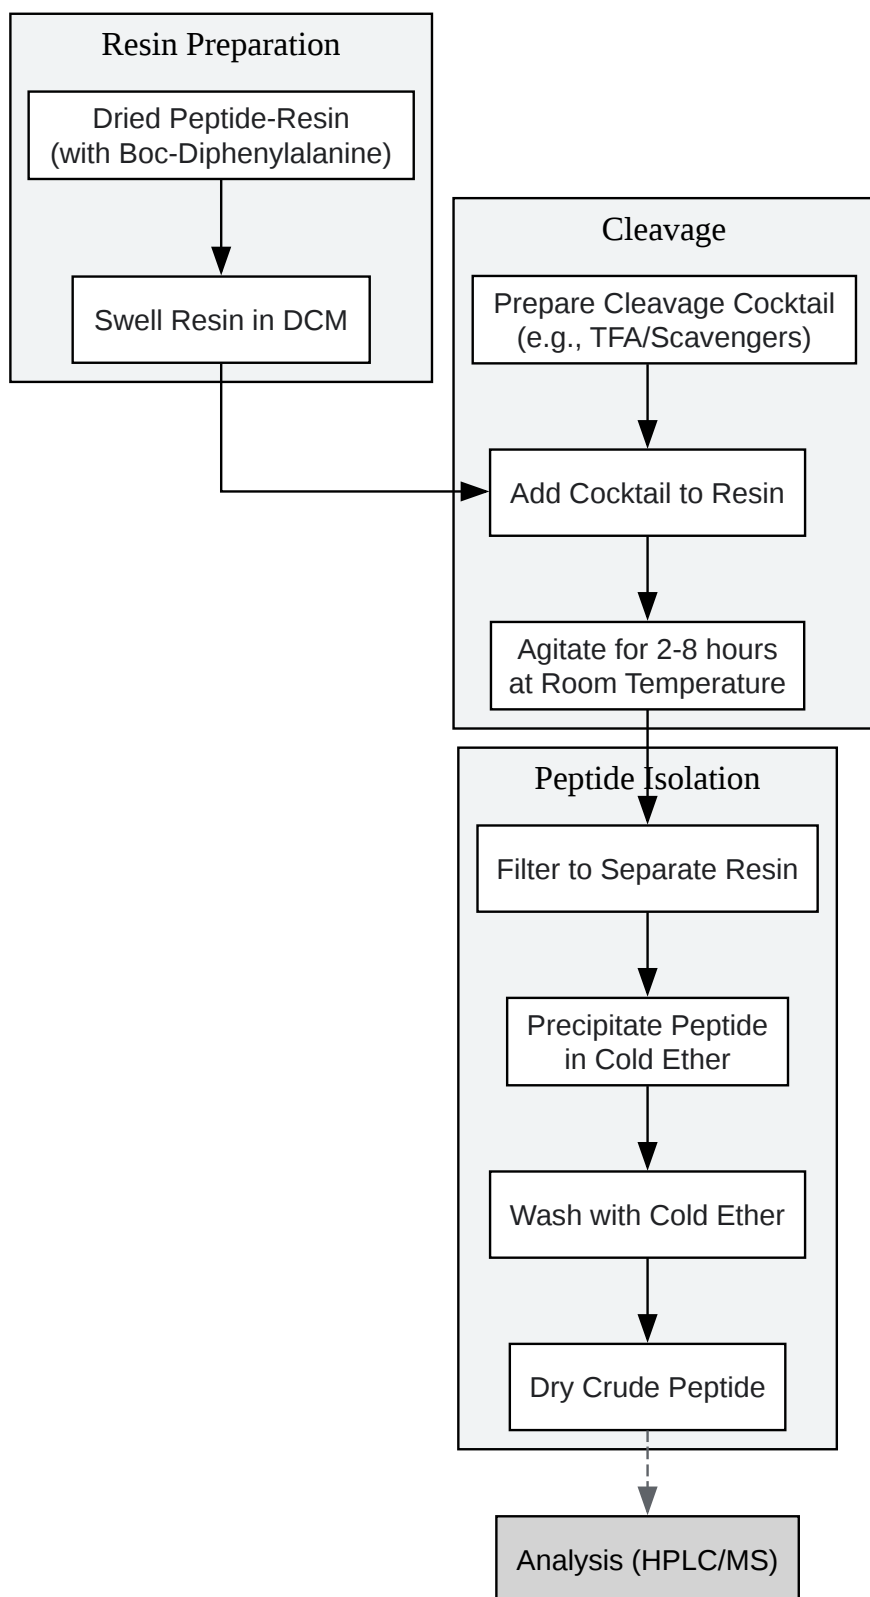 Resin Preparation
Dried Peptide-Resin
(with Boc-Diphenylalanine)
Swell Resin in DCM
Cleavage
Prepare Cleavage Cocktail
(e.g., TFA/Scavengers)
Add Cocktail to Resin
Agitate for 2-8 hours
at Room Temperature
Peptide Isolation
Filter to Separate Resin
Precipitate Peptide
in Cold Ether
Wash with Cold Ether
Dry Crude Peptide
Analysis (HPLC/MS)